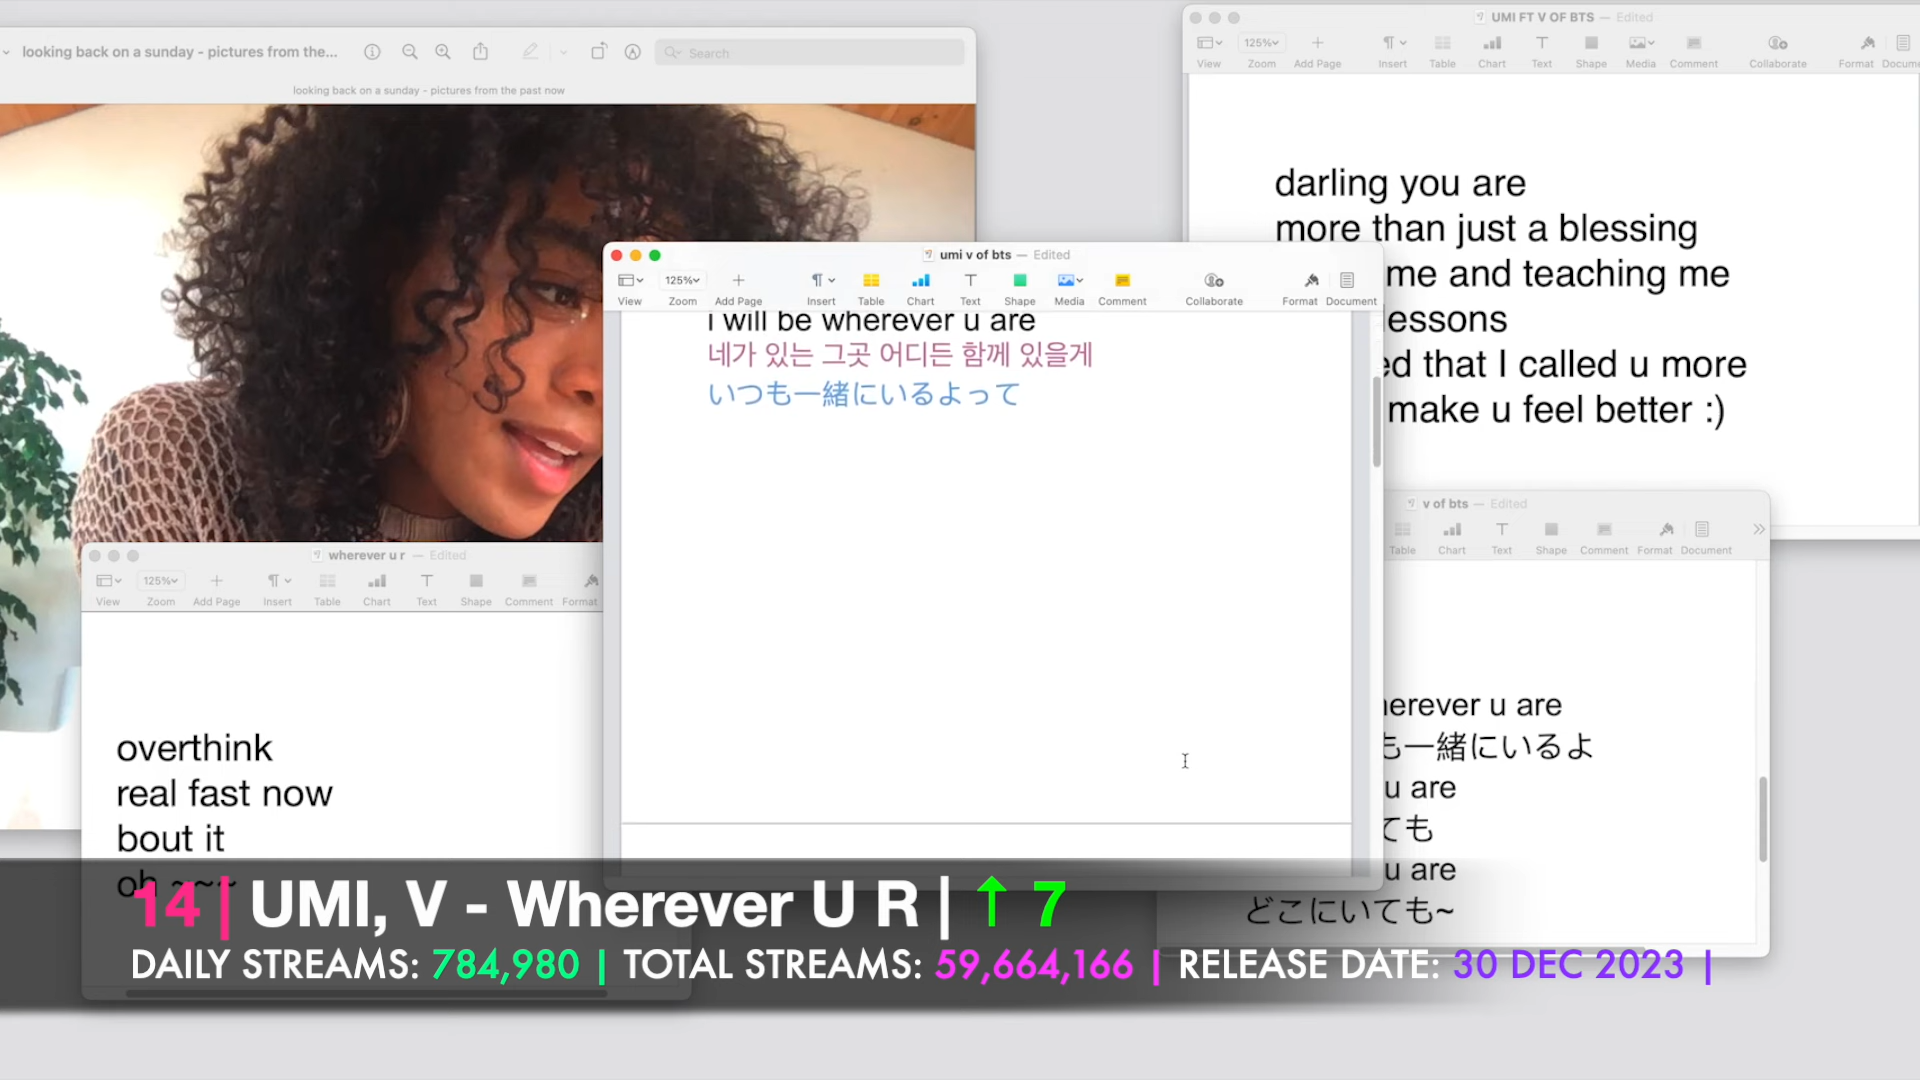 looking back on a sunday - pictures from the...
Search
looking back on a sunday - pictures from the past now
UMI FT V OF BTS — Edited
125%
View Zoom Add Page Insert Table Chart Text Shape Media Comment Collaborate Format
darling you are
more than just a blessing
me and teaching me
essons
ed that I called u more
make u feel better :)
umi v of bts — Edited
125%
View Zoom Add Page Insert Table Chart Text Shape Media Comment Collaborate Format Document
i will be wherever u are
네가 있는 그곳 어디든 함께 있을게
いつも一緒にいるよって
v of bts — Edited
Table Chart Text Shape Comment Format Document
herever u are
も一緒にいるよ
u are
ても
u are
どこにいても~
wherever u r — Edited
125%
View Zoom Add Page Insert Table Chart Text Shape Comment Format
overthink
real fast now
bout it
oh ~~~
14 | UMI, V - Wherever U R | ↑ 7
DAILY STREAMS: 784,980 | TOTAL STREAMS: 59,664,166 | RELEASE DATE: 30 DEC 2023 |